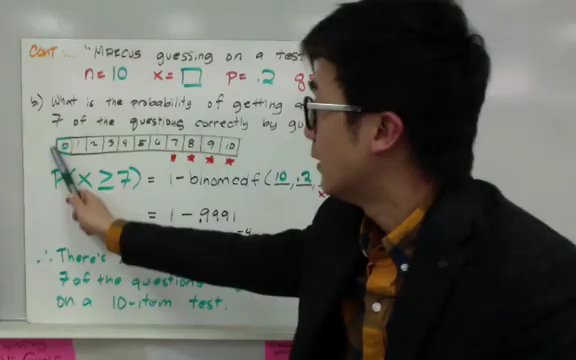 Cont... "Marcus guessing on a test
n = 10 x = □ p = .2 q =
b) What is the probability of getting a
7 of the questions correctly by gu
0 1 2 3 4 5 6 7 8 9 10
P(x ≥ 7) = 1 - binomcdf (10, .2,
= 1 - .9991
∴ There's
7 of the questions
on a 10-item test.